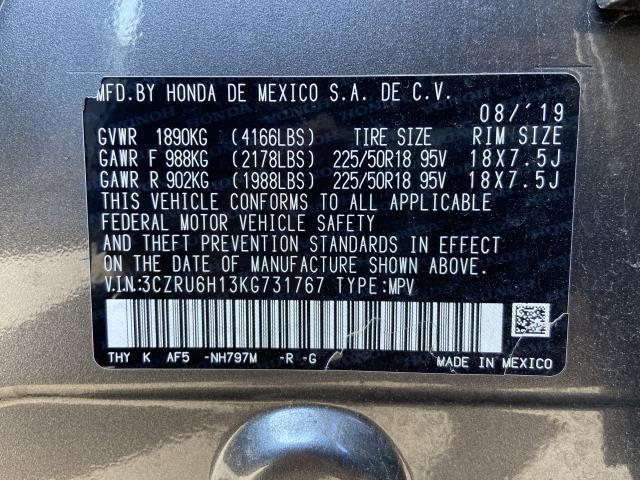 MFD.BY HONDA DE MEXICO S.A. DE C.V.
08/'19
GVWR 1890KG (4166LBS) TIRE SIZE RIM SIZE
GAWR F 988KG (2178LBS) 225/50R18 95V 18X7.5J
GAWR R 902KG (1988LBS) 225/50R18 95V 18X7.5J
THIS VEHICLE CONFORMS TO ALL APPLICABLE
FEDERAL MOTOR VEHICLE SAFETY
AND THEFT PREVENTION STANDARDS IN EFFECT
ON THE DATE OF MANUFACTURE SHOWN ABOVE.
V.IN.:3CZRU6H13KG731767 TYPE:MPV
THY K AF5 -NH797M -R -G MADE IN MEXICO